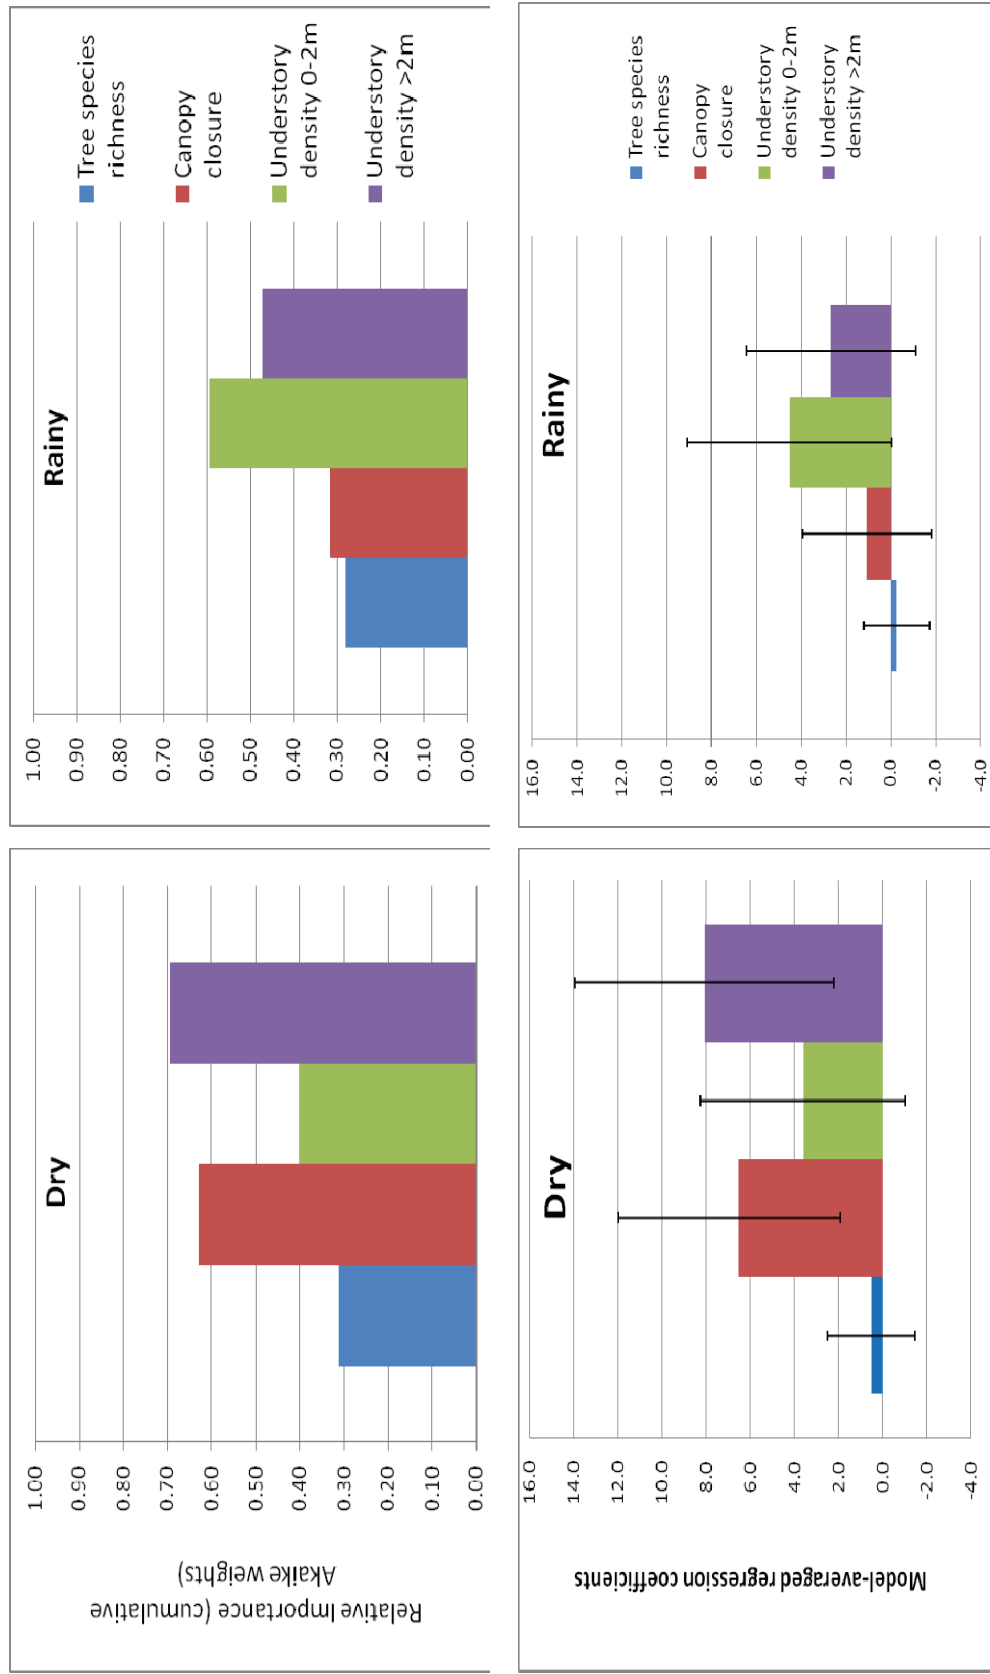 Dry
1.00
0.90
0.80
0.70
0.60
0.50
0.40
0.30
0.20
0.10
0.00
Relative Importance (cumulative
Akaike weights)
Rainy
1.00
0.90
0.80
0.70
0.60
0.50
0.40
0.30
0.20
0.10
0.00
Tree species
richness
Canopy
closure
Understory
density 0-2m
Understory
density >2m
Dry
16.0
14.0
12.0
10.0
8.0
6.0
4.0
2.0
0.0
-2.0
-4.0
Model-averaged regression coefficients
Rainy
16.0
14.0
12.0
10.0
8.0
6.0
4.0
2.0
0.0
-2.0
-4.0
Tree species
richness
Canopy
closure
Understory
density 0-2m
Understory
density >2m